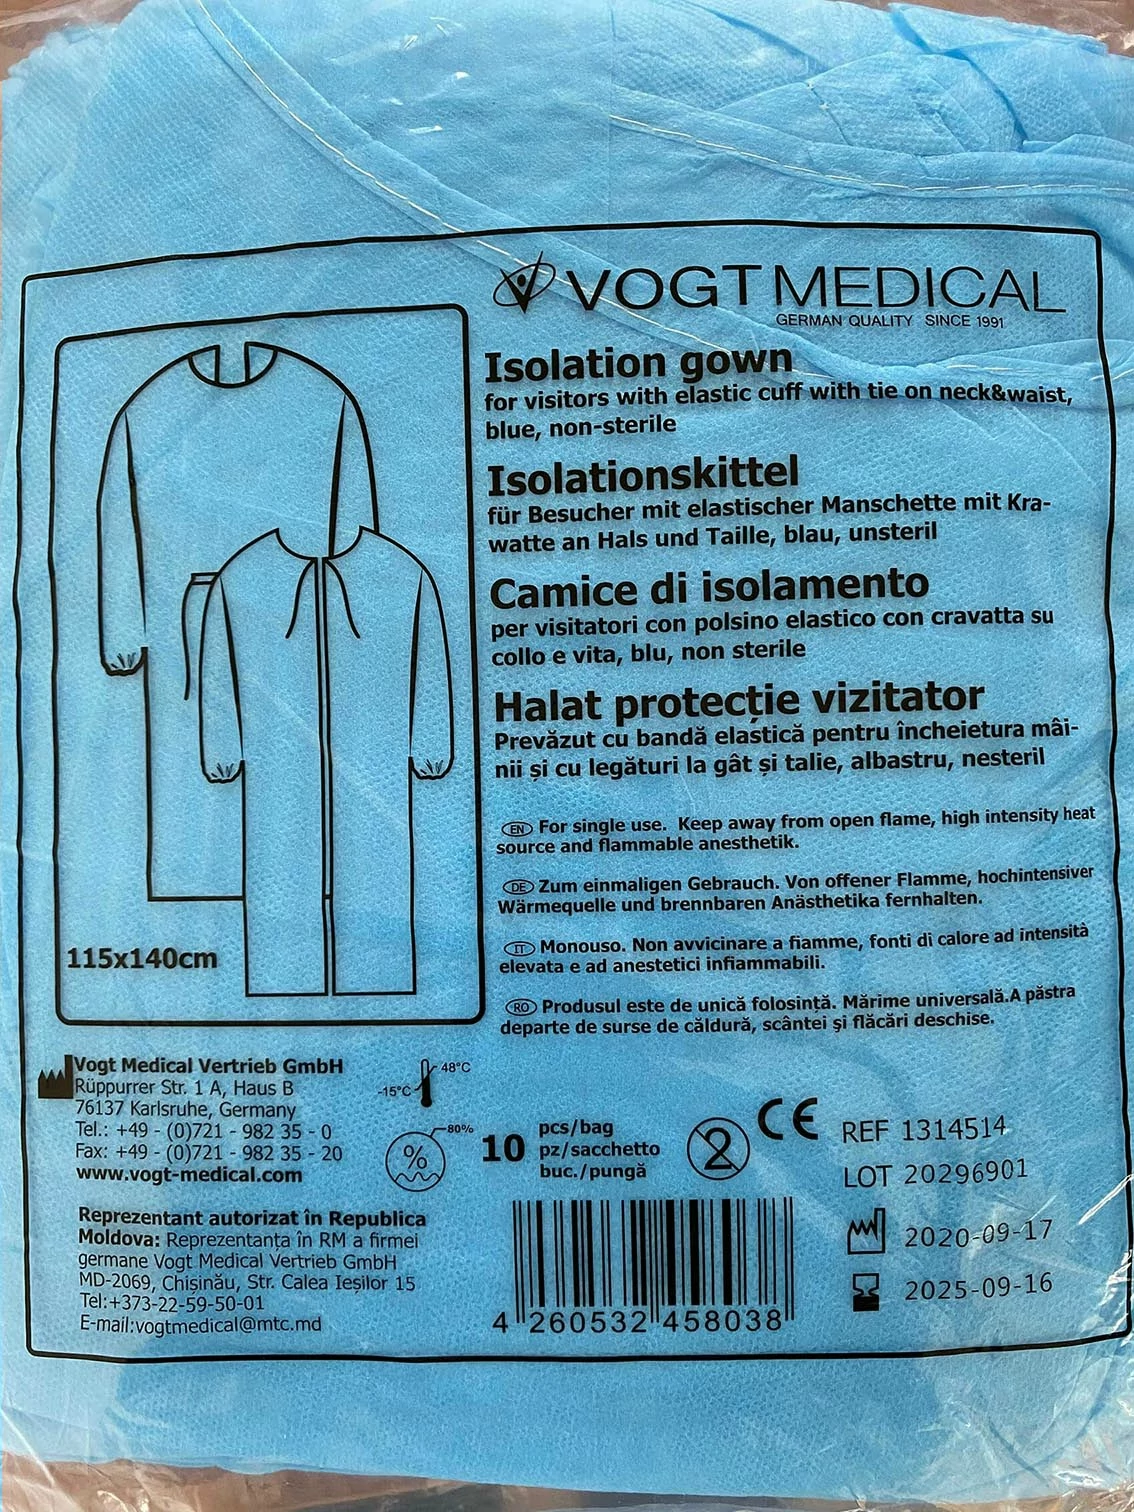 VOGT MEDICAL
GERMAN QUALITY SINCE 1991
Isolation gown
for visitors with elastic cuff with tie on neck&waist,
blue, non-sterile
Isolationskittel
für Besucher mit elastischer Manschette mit Kra-
watte an Hals und Taille, blau, unsteril
Camice di isolamento
per visitatori con polsino elastico con cravatta su
collo e vita, blu, non sterile
Halat protecție vizitator
Prevăzut cu bandă elastică pentru încheietura mâi-
nii și cu legături la gât și talie, albastru, nesteril
EN For single use. Keep away from open flame, high intensity heat
source and flammable anesthetik.
DE Zum einmaligen Gebrauch. Von offener Flamme, hochintensiver
Wärmequelle und brennbaren Anästhetika fernhalten.
IT Monouso. Non avvicinare a fiamme, fonti di calore ad intensità
elevata e ad anestetici infiammabili.
RO Produsul este de unică folosință. Mărime universală.A păstra
departe de surse de căldură, scântei și flăcări deschise.
115x140cm
Vogt Medical Vertrieb GmbH
Rüppurrer Str. 1 A, Haus B
76137 Karlsruhe, Germany
Tel.: +49 - (0)721 - 982 35 - 0
Fax: +49 - (0)721 - 982 35 - 20
www.vogt-medical.com
48°C
-15°C
80%
%
Reprezentant autorizat în Republica
Moldova: Reprezentanța în RM a firmei
germane Vogt Medical Vertrieb GmbH
MD-2069, Chișinău, Str. Calea Ieșilor 15
Tel:+373-22-59-50-01
E-mail:vogtmedical@mtc.md
10 pcs/bag
pz/sacchetto
buc./pungă
2
CE
REF 1314514
LOT 20296901
2020-09-17
2025-09-16
4 260532 458038